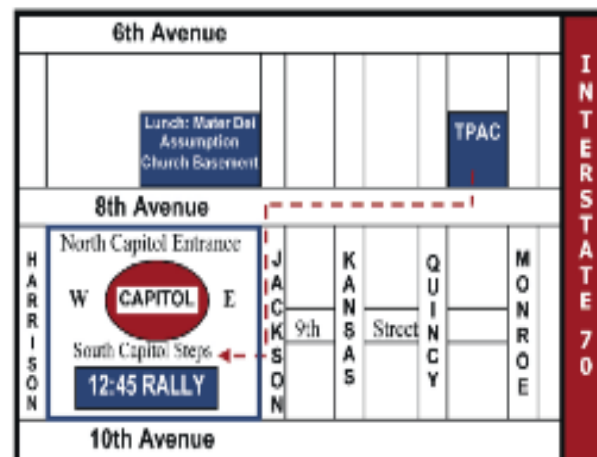 6th Avenue
Lunch: Mater Dei
Assumption
Church Basement
TPAC
8th Avenue
North Capitol Entrance
W
CAPITOL
E
South Capitol Steps
12:45 RALLY
10th Avenue
HARRISON
JACKSON
9th
KANSAS
Street
QUINCY
MONROE
INTERSTATE 70